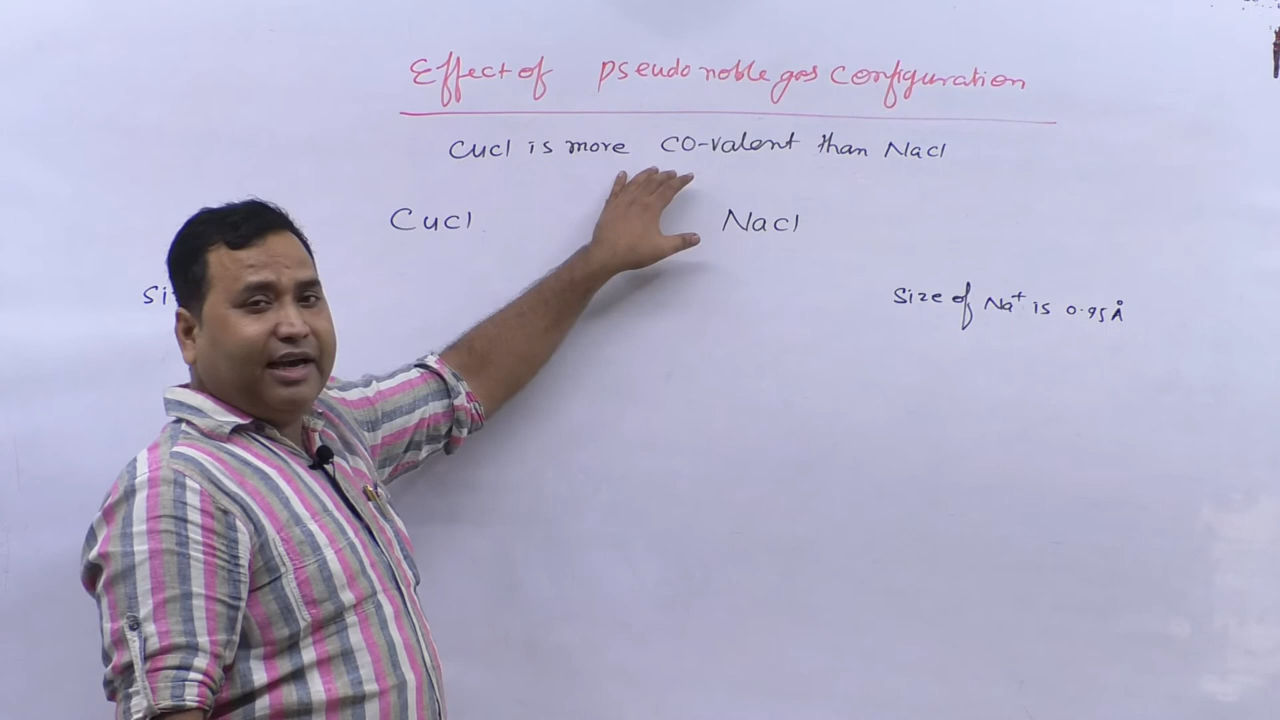 Effect of pseudo noble gas configuration
CuCl is more CO-valent than NaCl
CuCl NaCl
Size of Na⁺ is 0.95Å